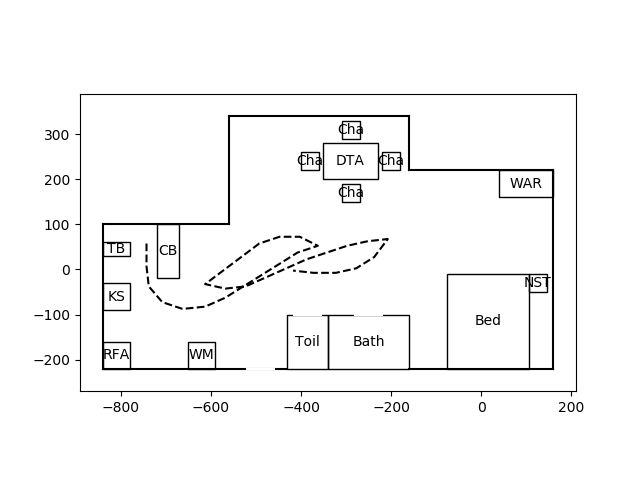 300
200
100
0
−100
−200
−800
−600
−400
−200
0
200
Cha
Cha
DTA
Cha
Cha
WAR
TB
CB
KS
NST
Bed
RFA
WM
Toil
Bath